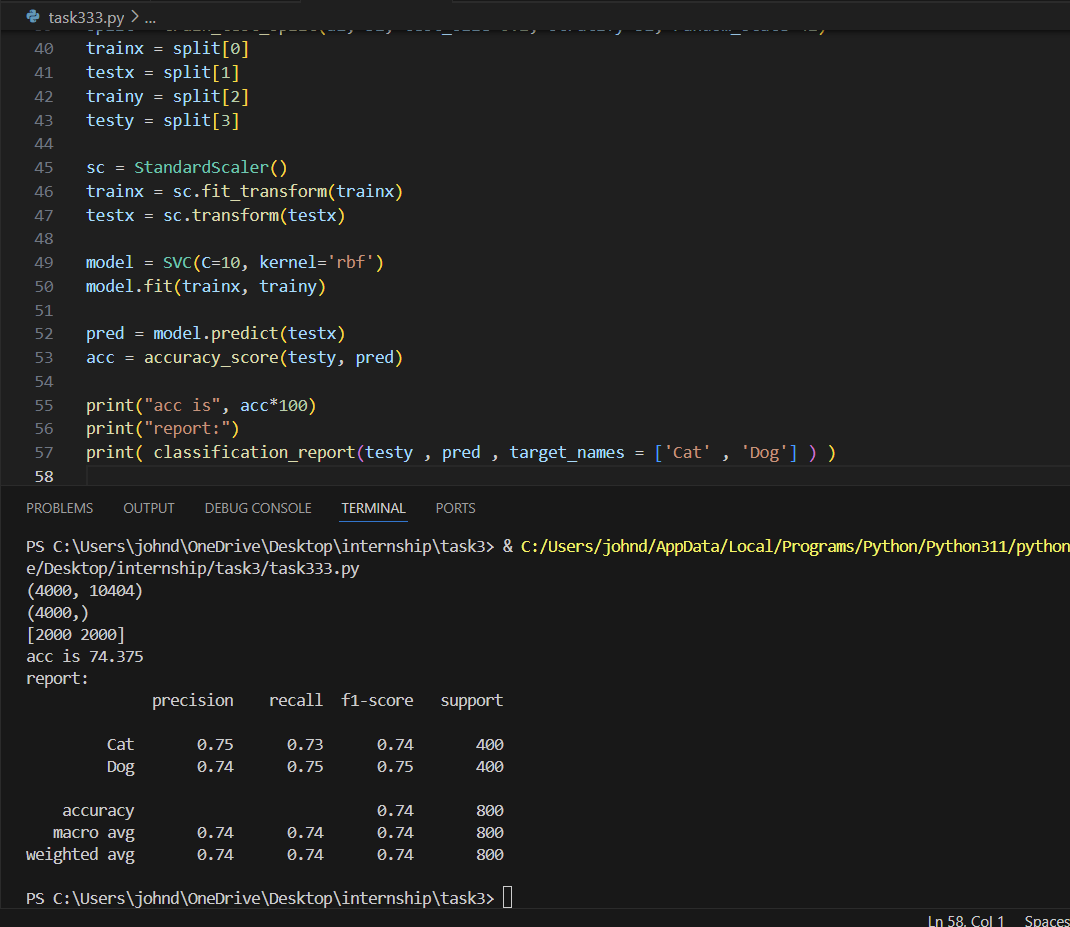 task333.py > ...
40 trainx = split[0]
41 testx = split[1]
42 trainy = split[2]
43 testy = split[3]
44
45 sc = StandardScaler()
46 trainx = sc.fit_transform(trainx)
47 testx = sc.transform(testx)
48
49 model = SVC(C=10, kernel='rbf')
50 model.fit(trainx, trainy)
51
52 pred = model.predict(testx)
53 acc = accuracy_score(testy, pred)
54
55 print("acc is", acc*100)
56 print("report:")
57 print( classification_report(testy , pred , target_names = ['Cat' , 'Dog'] ) )
58
PROBLEMS OUTPUT DEBUG CONSOLE TERMINAL PORTS
PS C:\Users\johnd\OneDrive\Desktop\internship\task3> & C:/Users/johnd/AppData/Local/Programs/Python/Python311/python
e/Desktop/internship/task3/task333.py
(4000, 10404)
(4000,)
[2000 2000]
acc is 74.375
report:
precision recall f1-score support
Cat 0.75 0.73 0.74 400
Dog 0.74 0.75 0.75 400
accuracy 0.74 800
macro avg 0.74 0.74 0.74 800
weighted avg 0.74 0.74 0.74 800
PS C:\Users\johnd\OneDrive\Desktop\internship\task3>
Ln 58, Col 1 Spaces